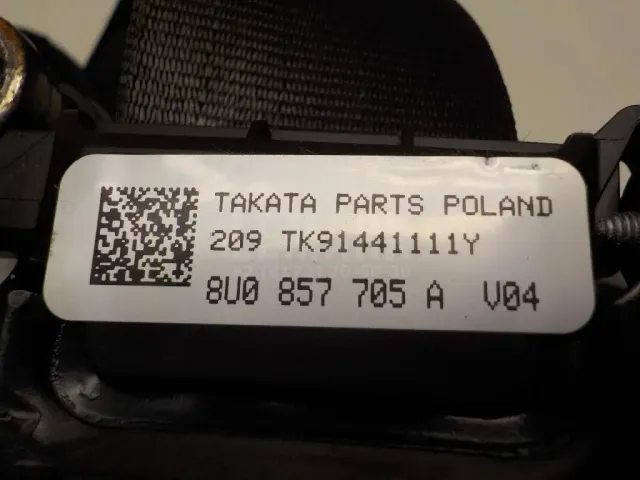 TAKATA PARTS POLAND
209 TK91441111Y
8U0 857 705 A V04